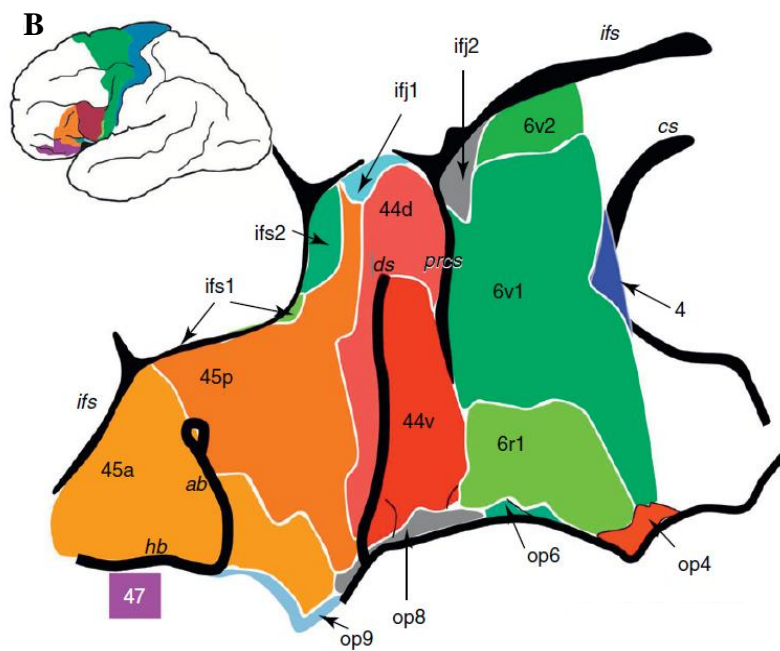 B
ifs
ifj2
ifj1
6v2
cs
44d
ifs2
ds
prcs
6v1
ifs1
4
45p
ifs
44v
6r1
45a
ab
hb
op6
op4
47
op8
op9